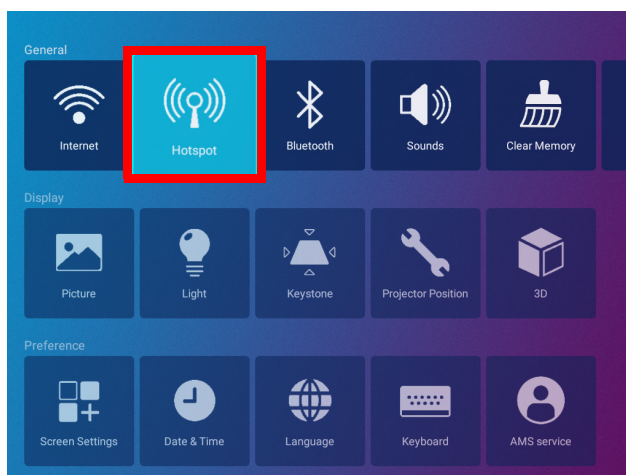 General
Internet
Hotspot
Bluetooth
Sounds
Clear Memory
Display
Picture
Light
Keystone
Projector Position
3D
Preference
Screen Settings
Date & Time
Language
Keyboard
AMS service